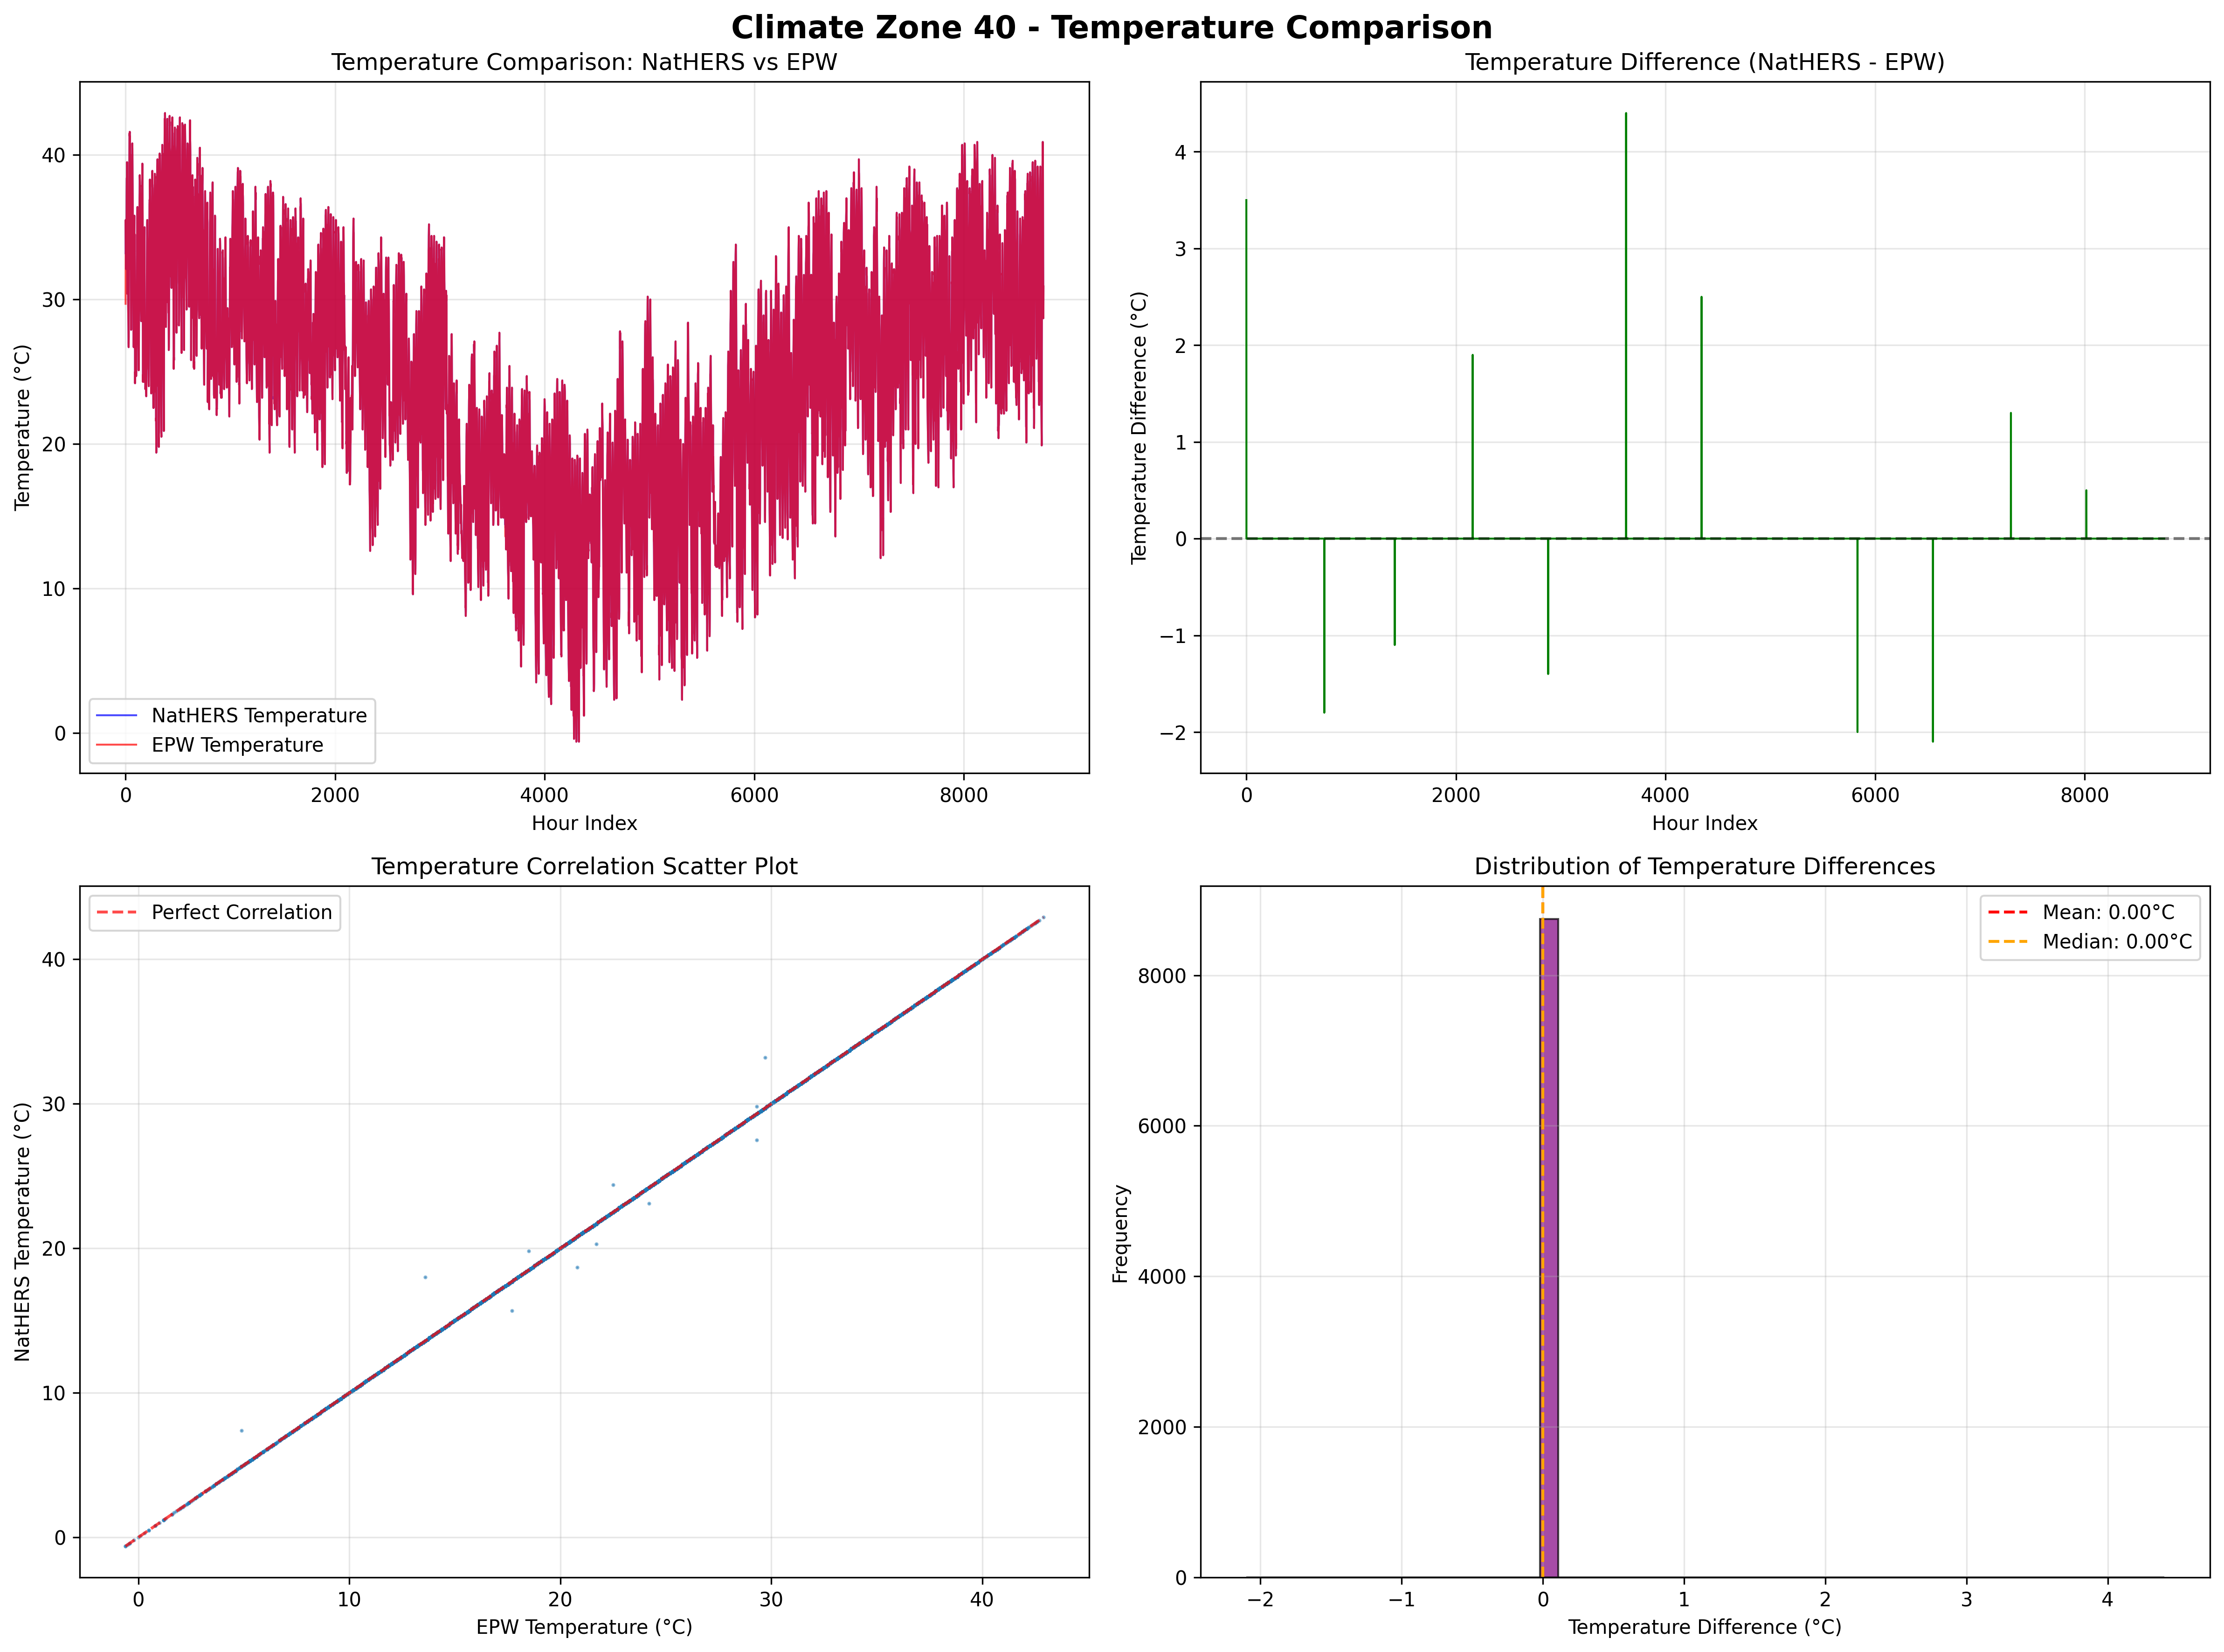 Climate Zone 40 - Temperature Comparison
Temperature Comparison: NatHERS vs EPW
Temperature (°C)
40
30
20
10
0
NatHERS Temperature
EPW Temperature
0 2000 4000 6000 8000
Hour Index
Temperature Difference (NatHERS - EPW)
Temperature Difference (°C)
4
3
2
1
0
−1
−2
0 2000 4000 6000 8000
Hour Index
Temperature Correlation Scatter Plot
Perfect Correlation
NatHERS Temperature (°C)
40
30
20
10
0
0 10 20 30 40
EPW Temperature (°C)
Distribution of Temperature Differences
Mean: 0.00°C
Median: 0.00°C
Frequency
8000
6000
4000
2000
0
−2 −1 0 1 2 3 4
Temperature Difference (°C)